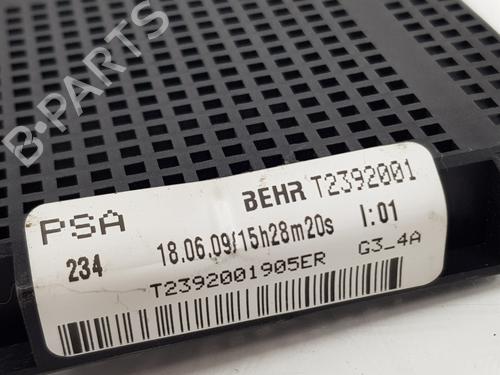 B-PARTS
PSA BEHR T2392001
234 18.06.09/15h28m20s I:01
T2392001905ER G3_4A